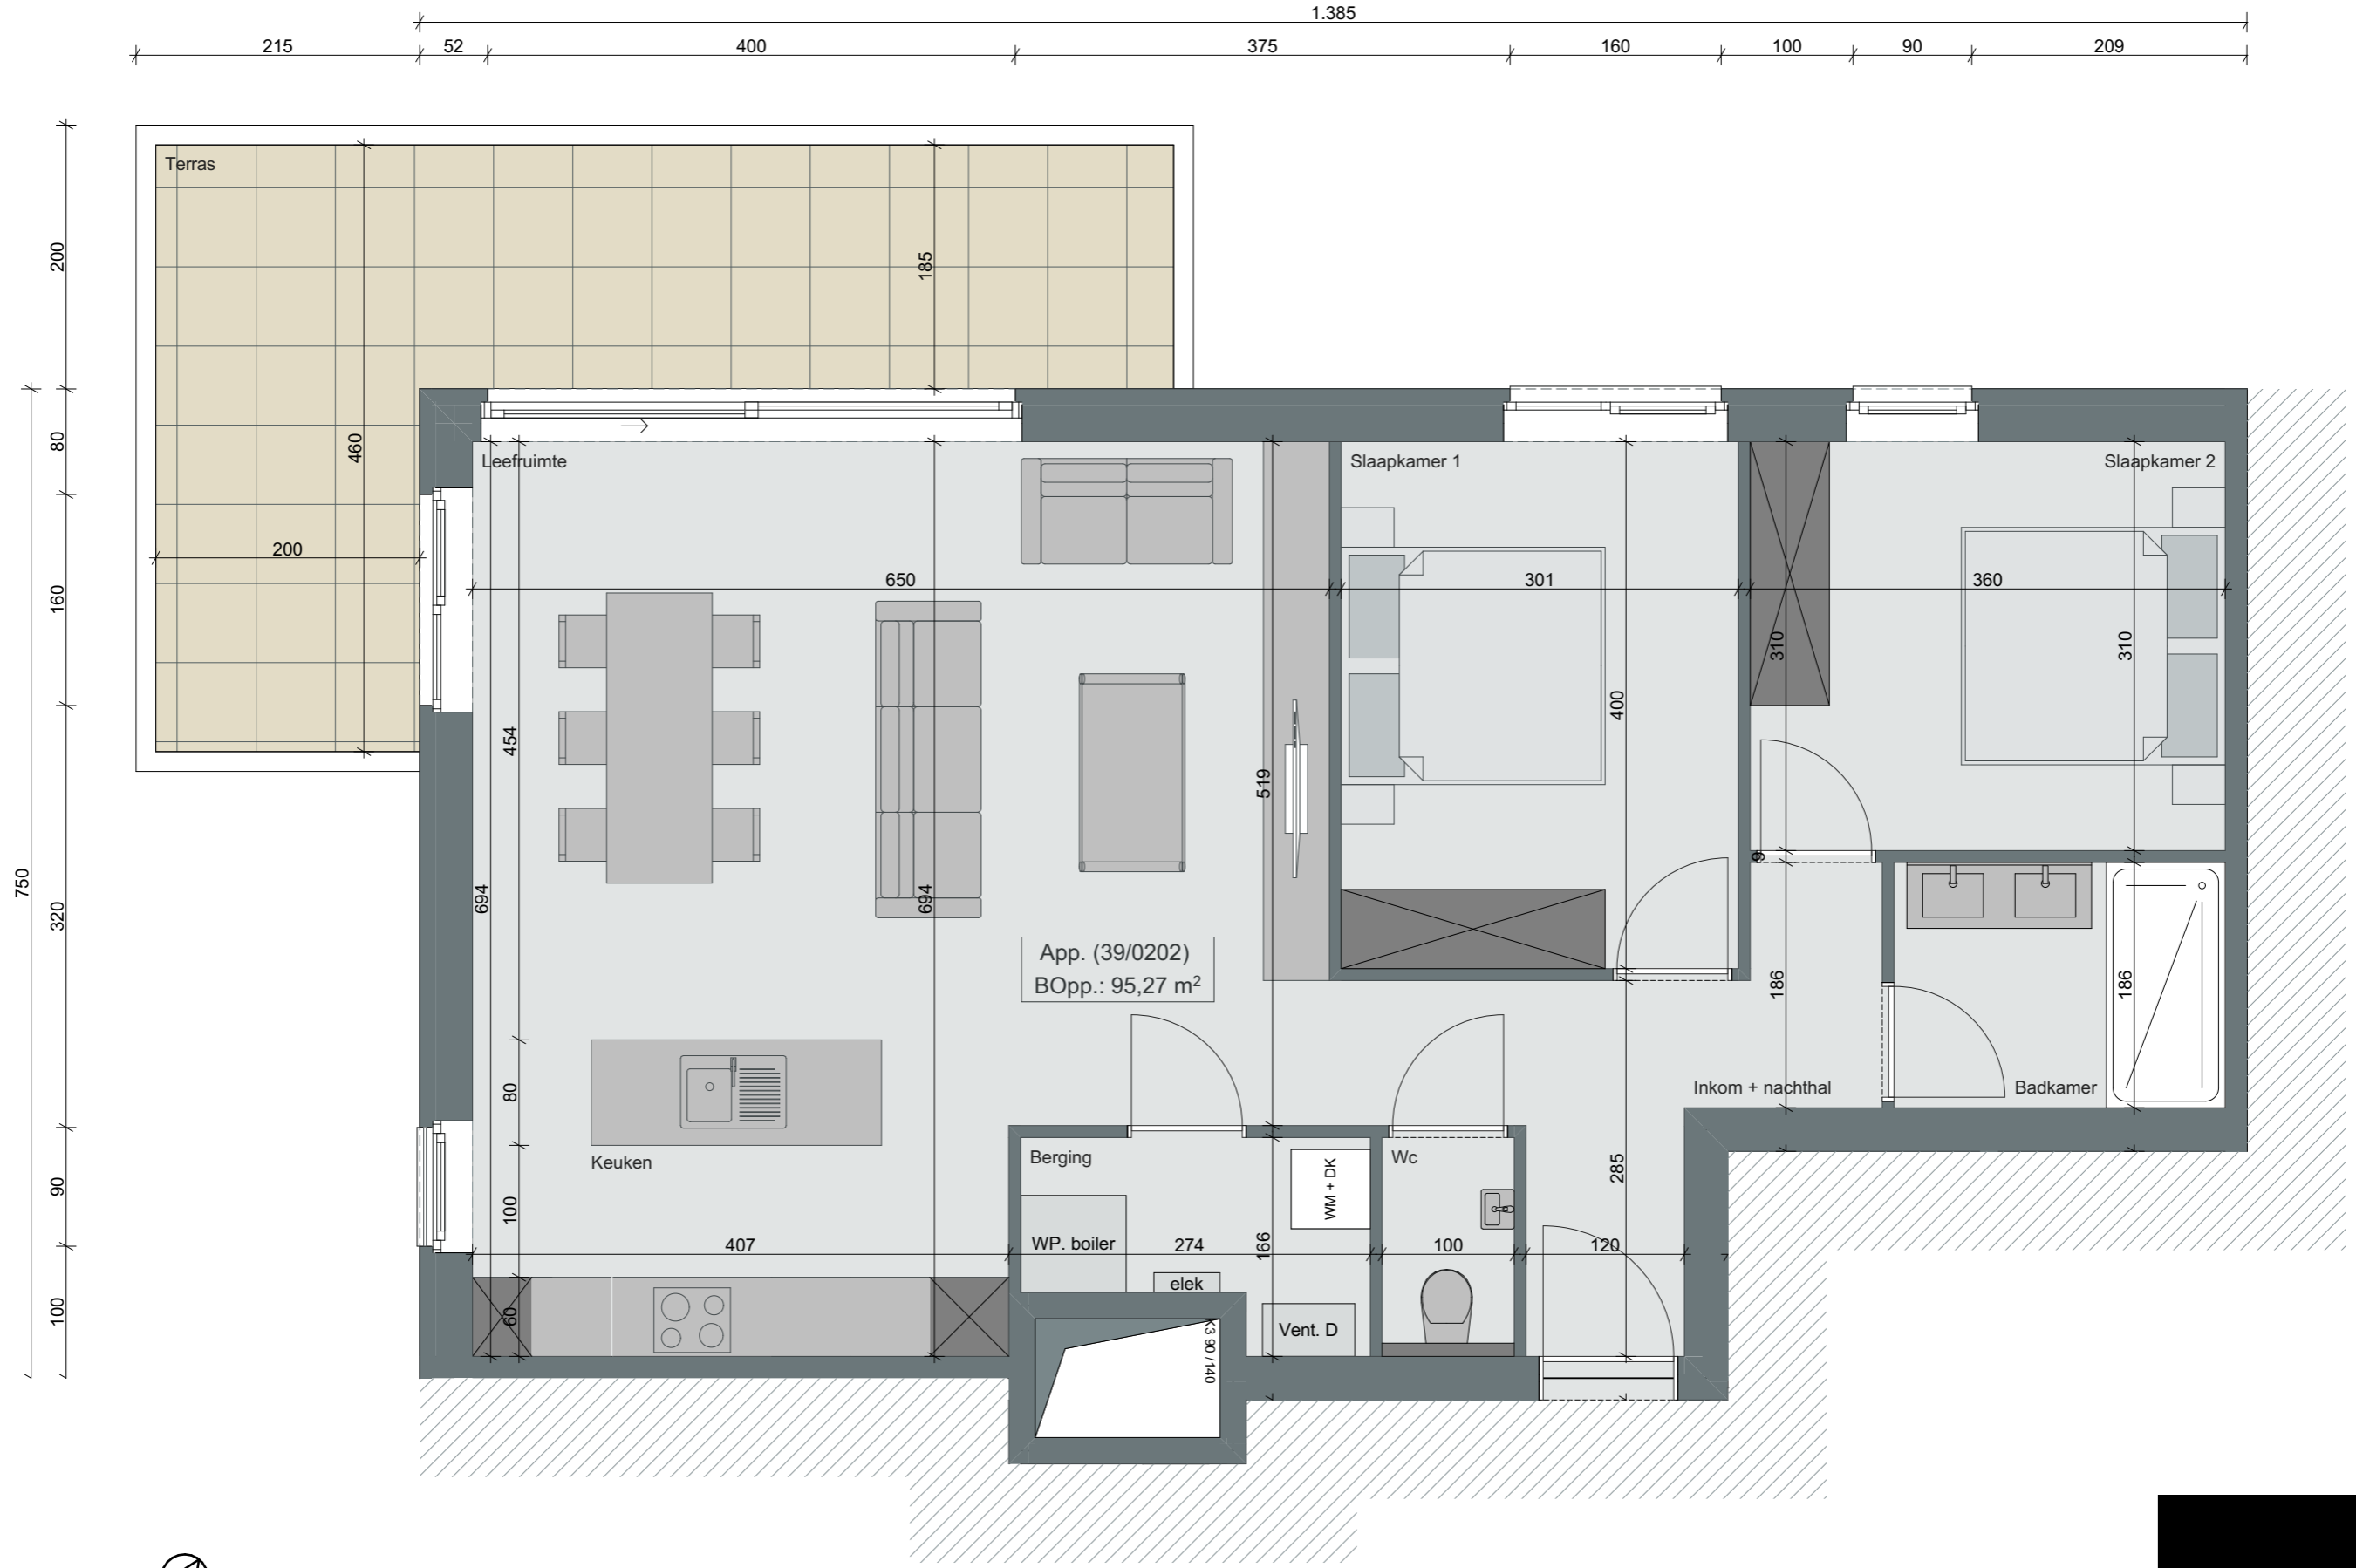 1.385
215 52 400 375 160 100 90 209
Terras
200
185
460
80
Leefruimte
Slaapkamer 1
Slaapkamer 2
200
650
301
360
160
310
310
454
400
519
750
320
694
694
9
App. (39/0202)
BOpp.: 95,27 m²
186
186
80
Inkom + nachthal
Badkamer
Keuken
Berging
WM + DK
Wc
285
90
100
407
WP. boiler
274
166
100
120
elek
100
60
Vent. D
K3 90 /140